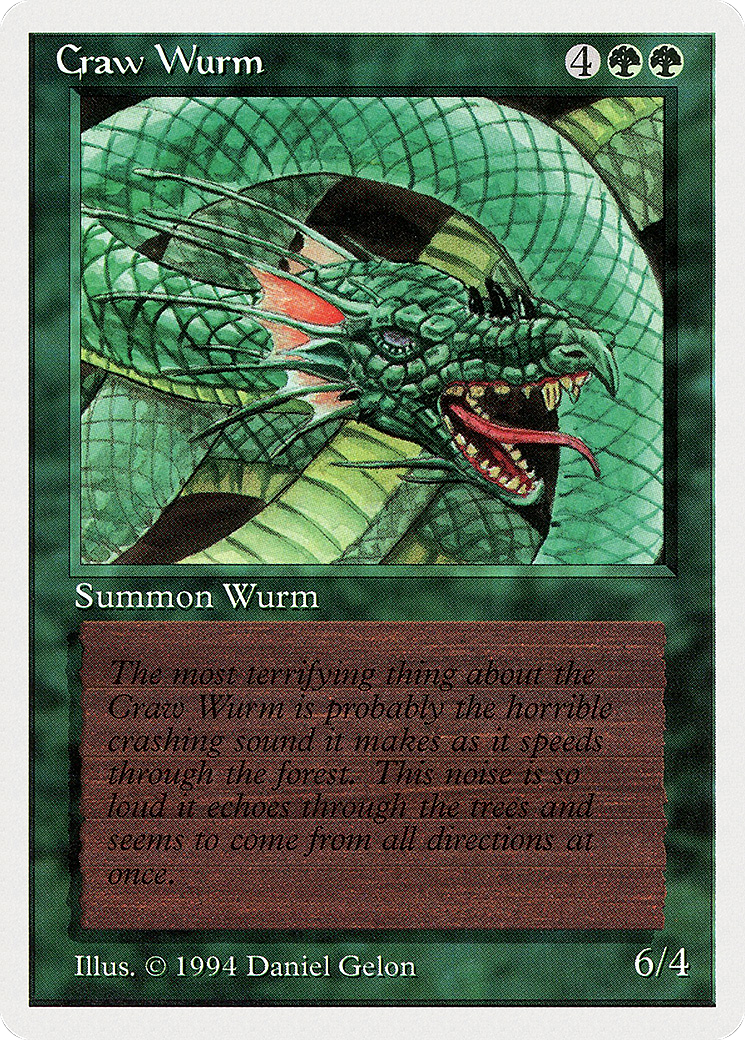 Craw Wurm
4
Summon Wurm
The most terrifying thing about the
Craw Wurm is probably the horrible
crashing sound it makes as it speeds
through the forest. This noise is so
loud it echoes through the trees and
seems to come from all directions at
once.
Illus. © 1994 Daniel Gelon
6/4